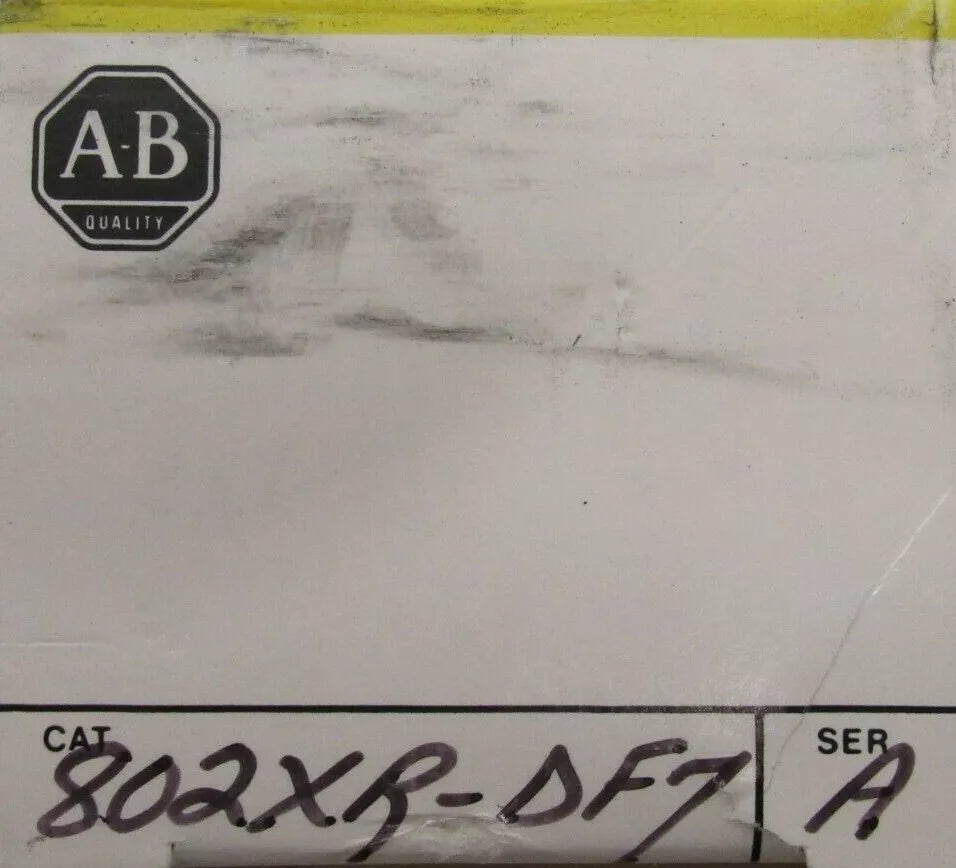 A-B
QUALITY
CAT
802XR-DF7
SER
A